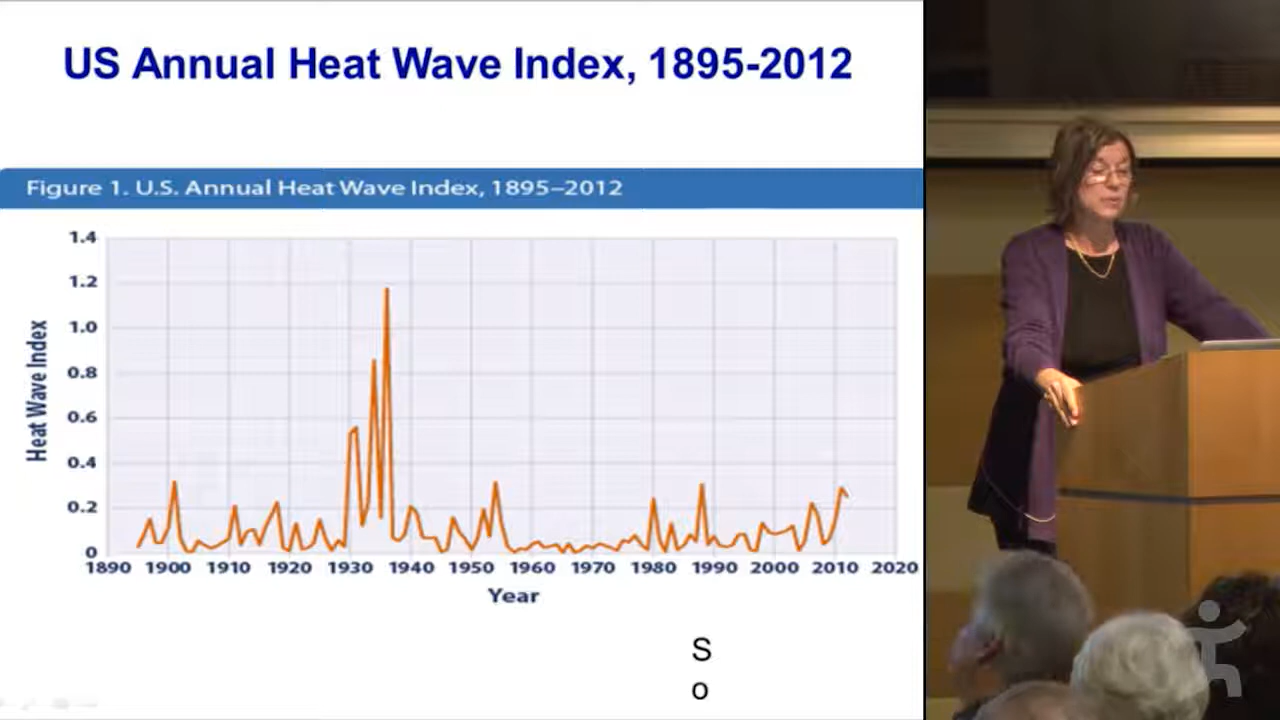 US Annual Heat Wave Index, 1895-2012
Figure 1. U.S. Annual Heat Wave Index, 1895–2012
1.4
1.2
1.0
0.8
0.6
0.4
0.2
0
Heat Wave Index
1890 1900 1910 1920 1930 1940 1950 1960 1970 1980 1990 2000 2010 2020
Year
S
o